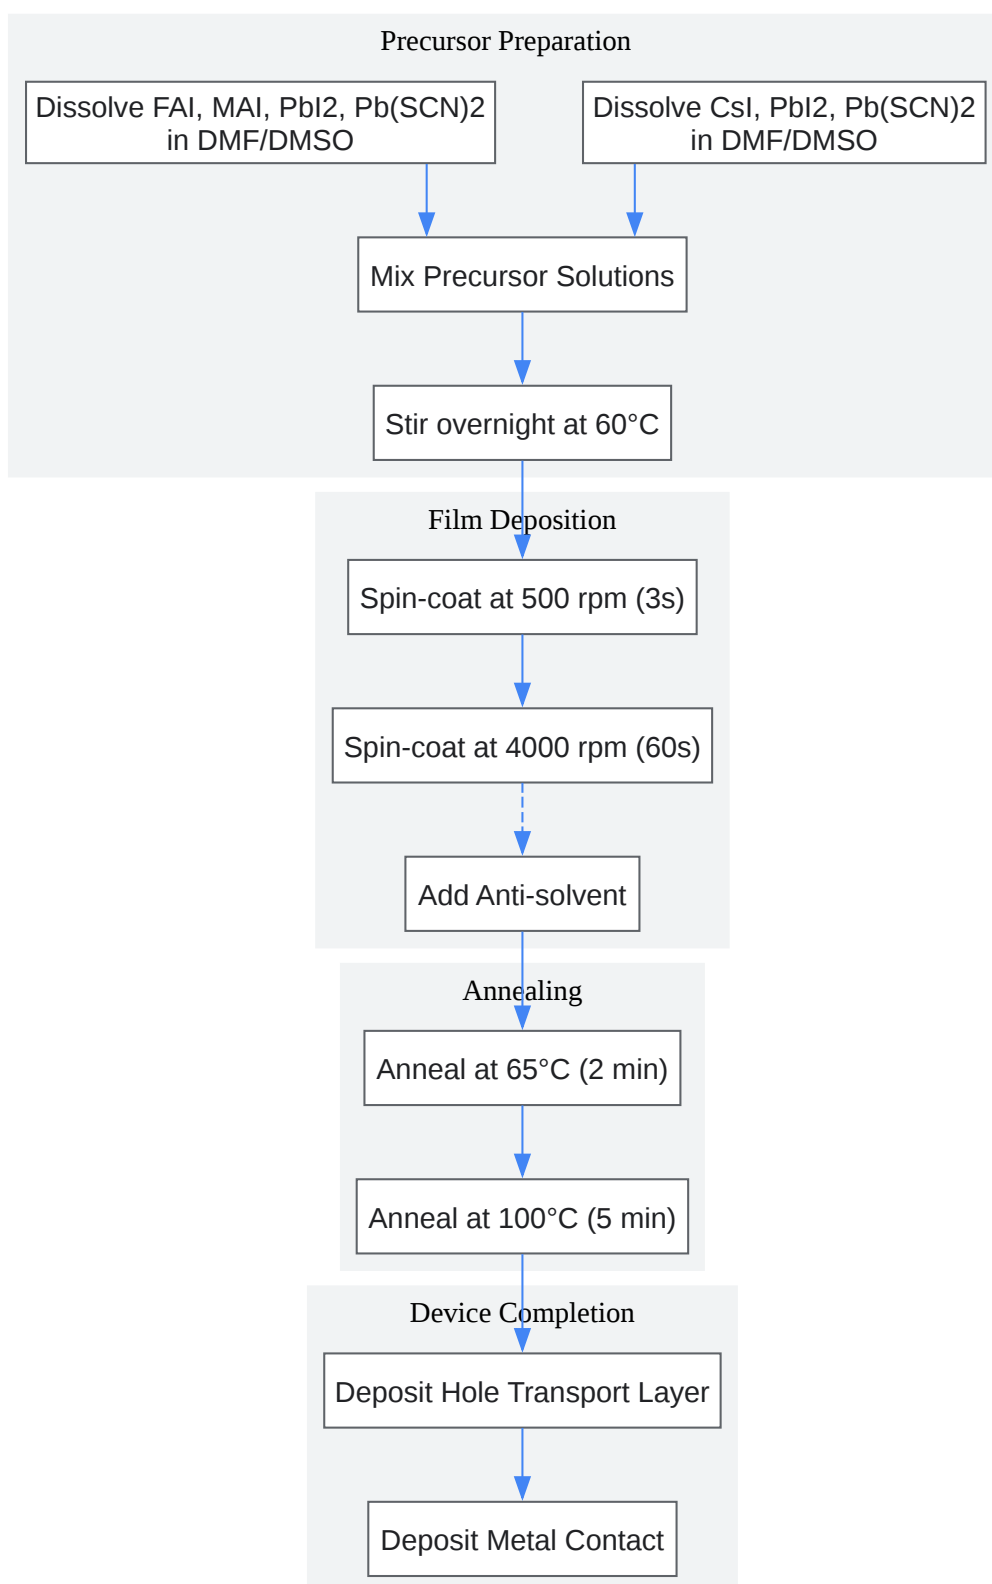 Precursor Preparation
Dissolve FAI, MAI, PbI2, Pb(SCN)2
in DMF/DMSO
Dissolve CsI, PbI2, Pb(SCN)2
in DMF/DMSO
Mix Precursor Solutions
Stir overnight at 60°C
Film Deposition
Spin-coat at 500 rpm (3s)
Spin-coat at 4000 rpm (60s)
Add Anti-solvent
Annealing
Anneal at 65°C (2 min)
Anneal at 100°C (5 min)
Device Completion
Deposit Hole Transport Layer
Deposit Metal Contact